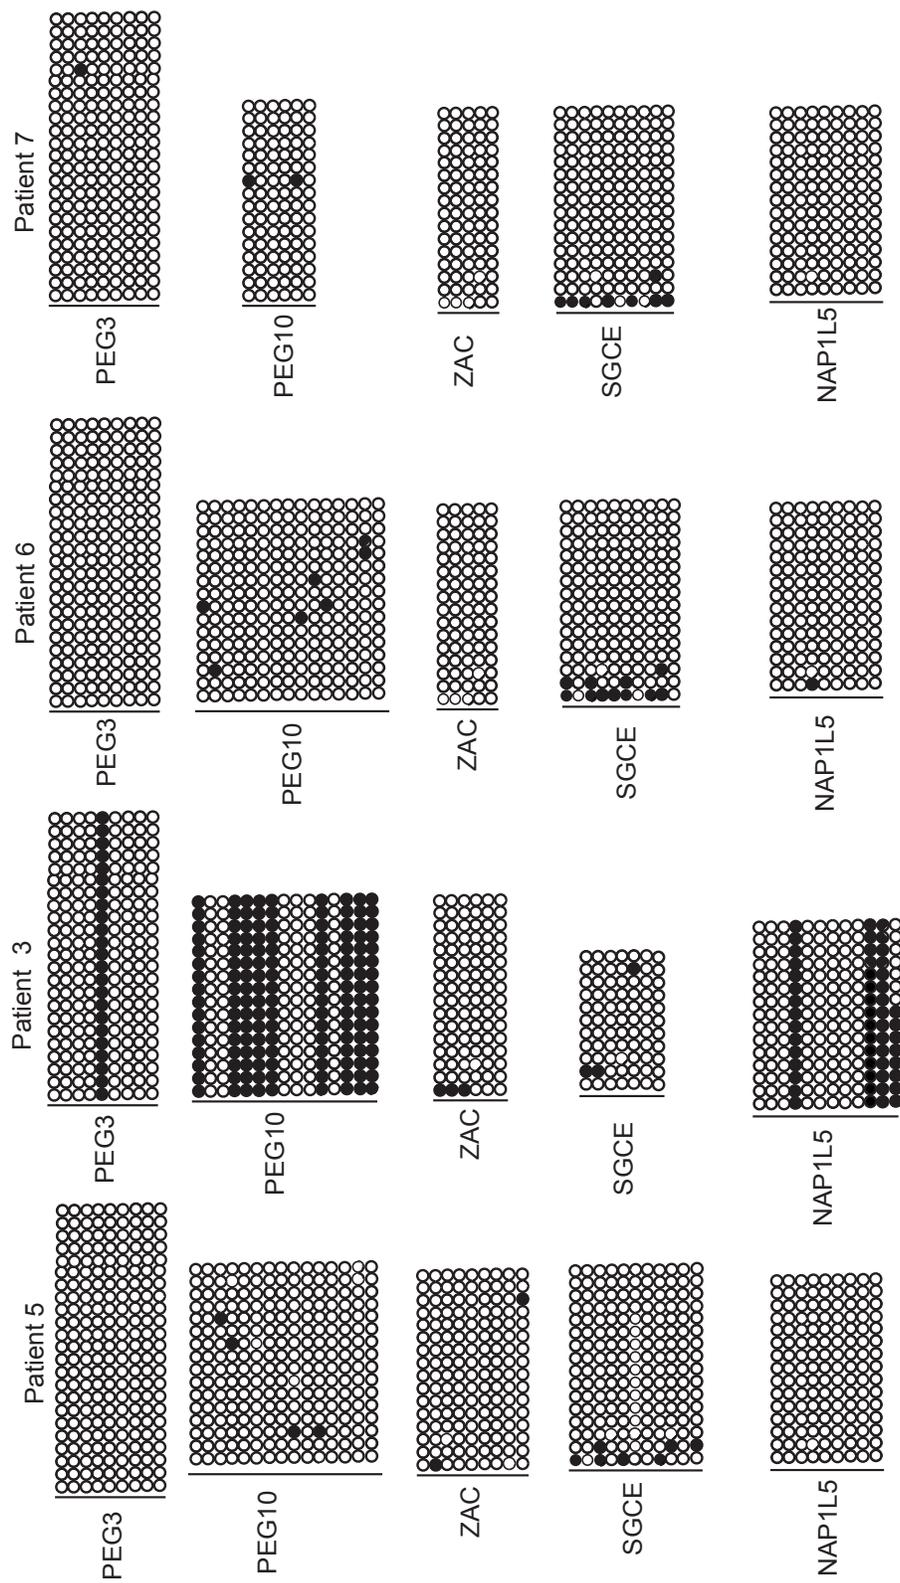 Patient 7
PEG3
PEG10
ZAC
SGCE
NAP1L5
Patient 6
PEG3
PEG10
ZAC
SGCE
NAP1L5
Patient 3
PEG3
PEG10
ZAC
SGCE
NAP1L5
Patient 5
PEG3
PEG10
ZAC
SGCE
NAP1L5